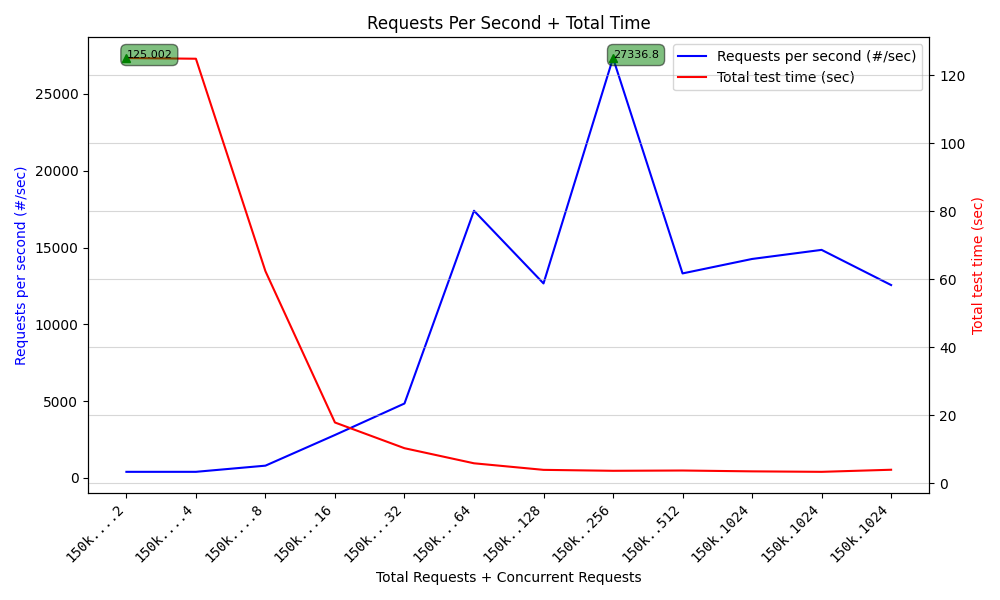 Requests Per Second + Total Time
125.002
27336.8
Requests per second (#/sec)
Total test time (sec)
25000
20000
15000
10000
5000
0
Requests per second (#/sec)
120
100
80
60
40
20
0
Total test time (sec)
150k....2
150k....4
150k....8
150k...16
150k...32
150k...64
150k..128
150k..256
150k..512
150k.1024
150k.1024
150k.1024
Total Requests + Concurrent Requests